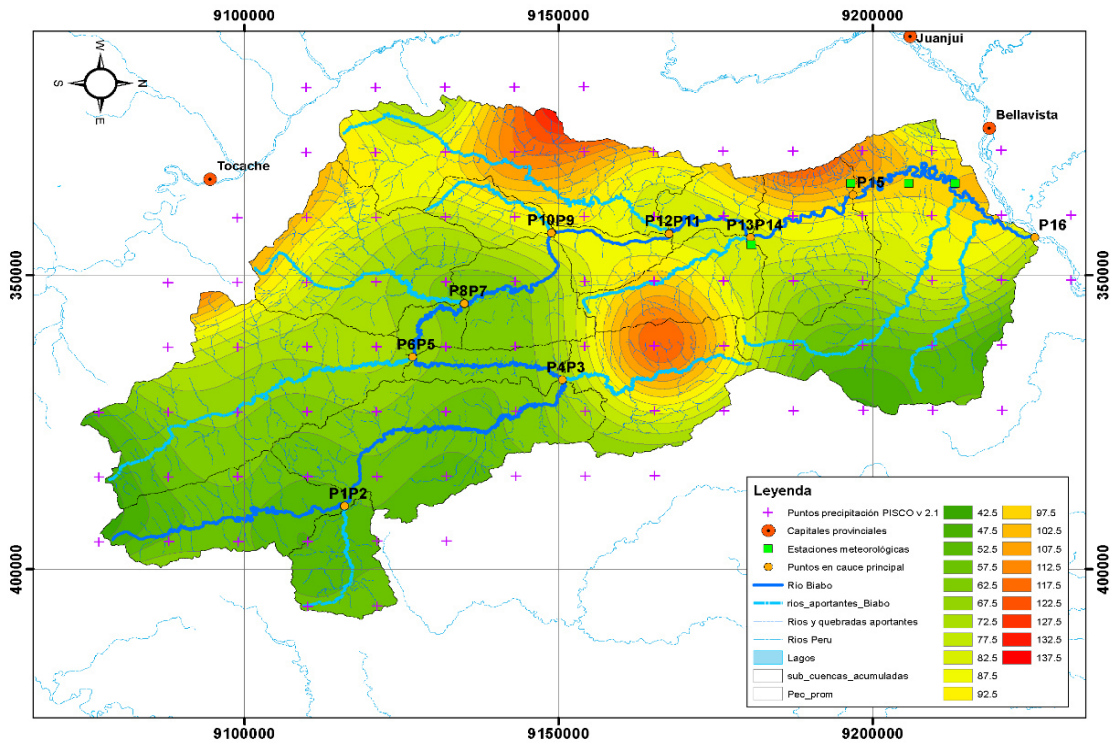 9100000 9150000 9200000
Juanjui
W
S N
E
Bellavista
Tocache
P15
P10P9 P12P11 P13P14 P16
350000 350000
P8P7
P6P5
P4P3
P1P2
400000 400000
Leyenda
Puntos precipitación PISCO v 2.1
Capitales provinciales
Estaciones meteorológicas
Puntos en cauce principal
Rio Biabo
rios_aportantes_Biabo
Rios y quebradas aportantes
Rios Peru
Lagos
sub_cuencas_acumuladas
Pec_prom
42.5 97.5
47.5 102.5
52.5 107.5
57.5 112.5
62.5 117.5
67.5 122.5
72.5 127.5
77.5 132.5
82.5 137.5
87.5
92.5
9100000 9150000 9200000